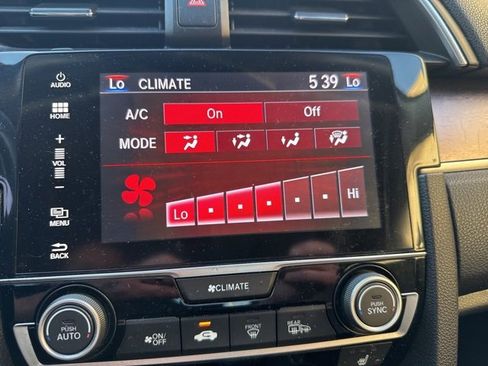 Lo CLIMATE 5 39 Lo
AUDIO
A/C On Off
HOME
MODE
+
VOL
-
Lo Hi
MENU
BACK
CLIMATE
PUSH AUTO
ON/OFF
FRONT
REAR
PUSH SYNC